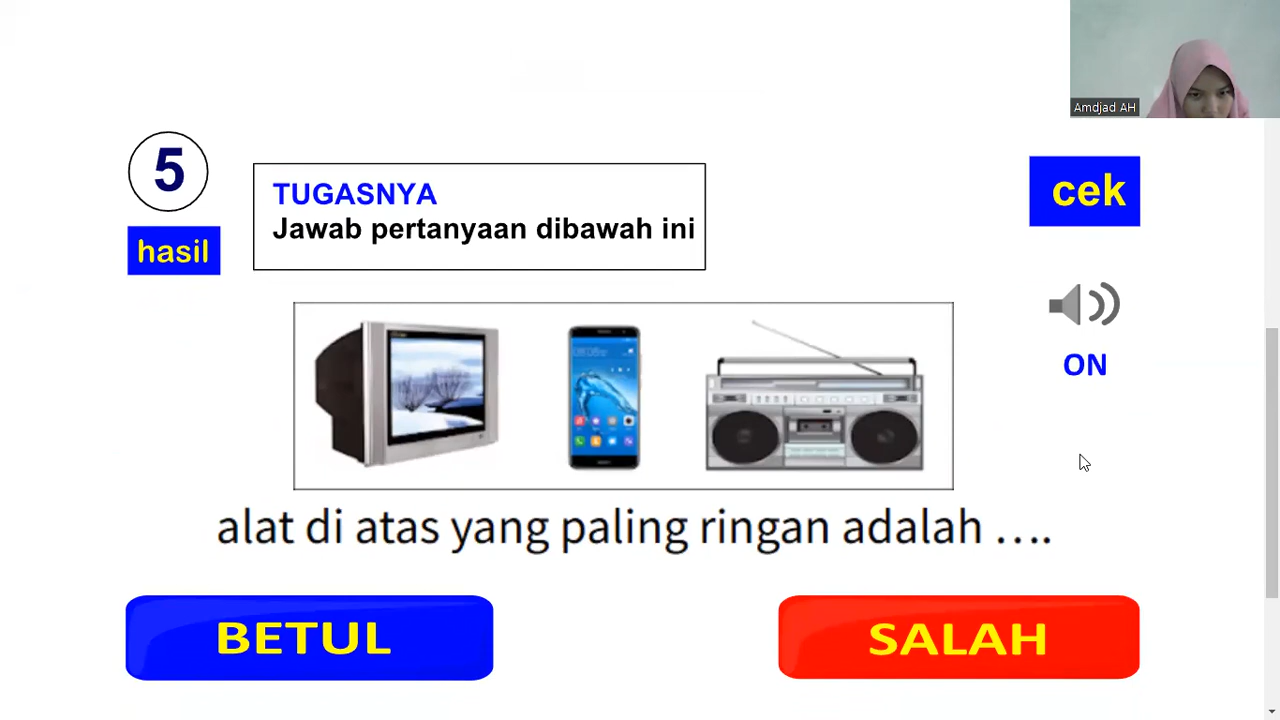 Amdjad AH
5
TUGASNYA
Jawab pertanyaan dibawah ini
cek
hasil
ON
alat di atas yang paling ringan adalah ....
BETUL
SALAH